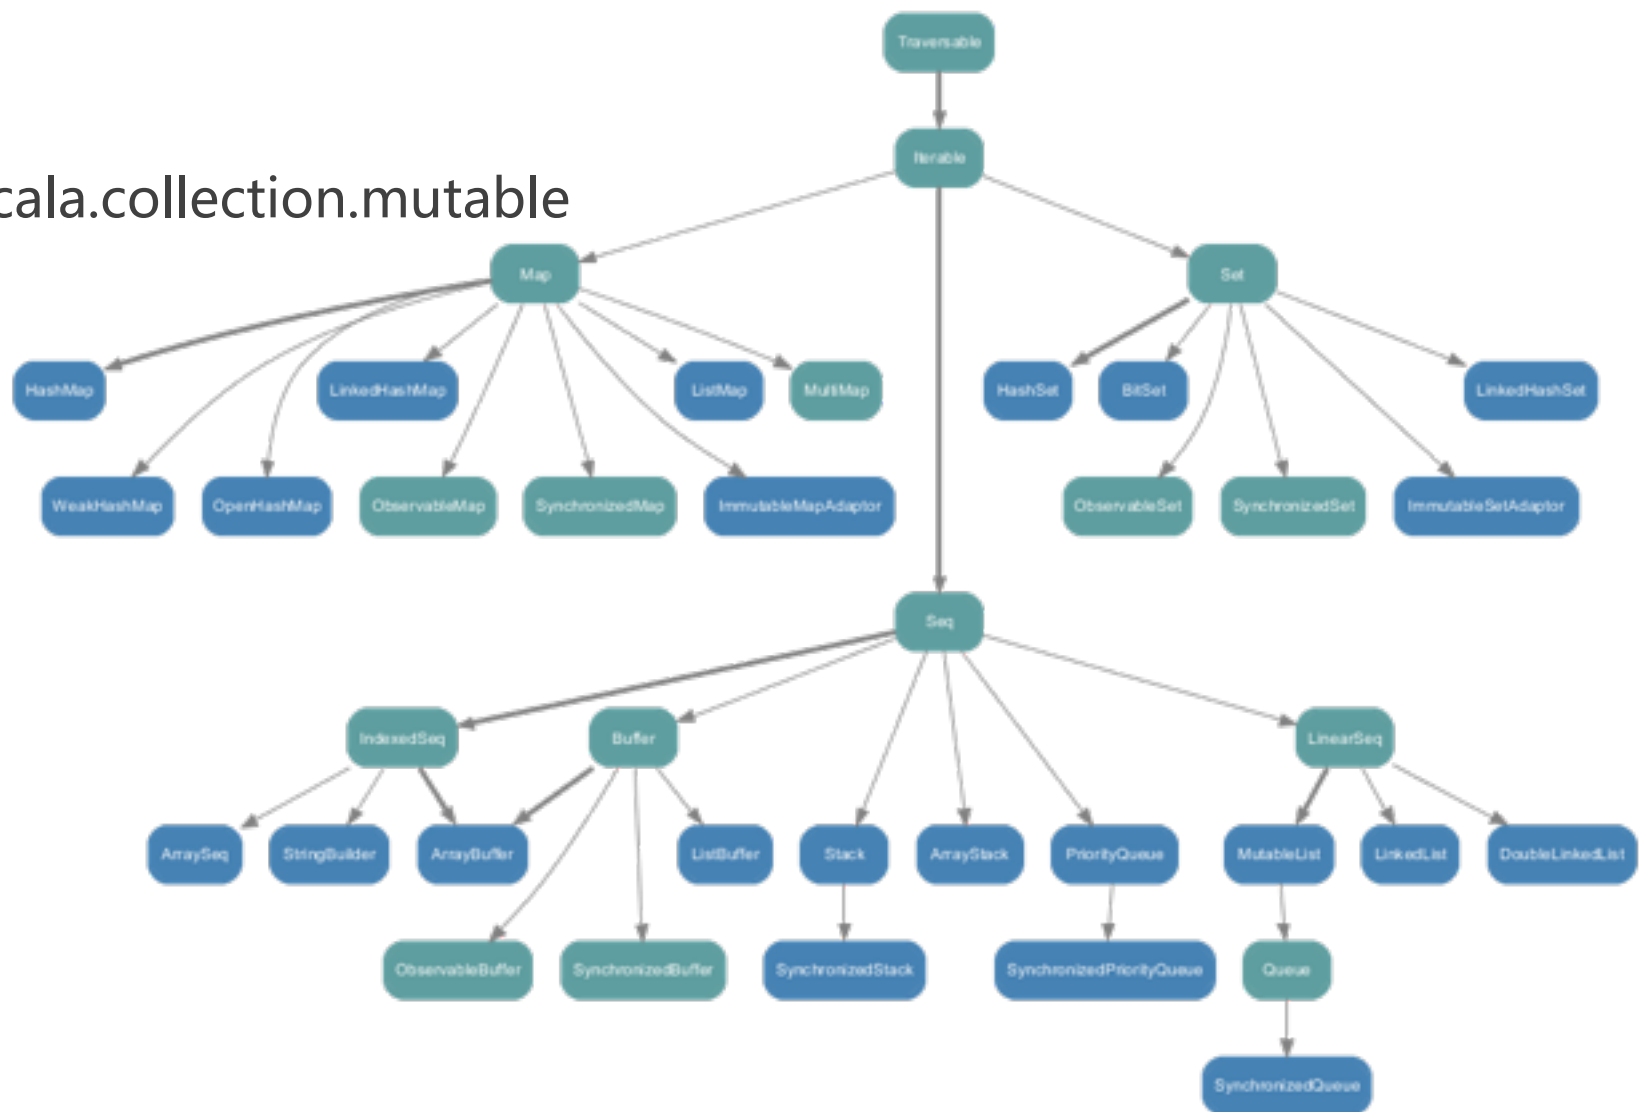 Traversable
Iterable
cala.collection.mutable
Map
Set
HashMap
LinkedHashMap
ListMap
MultiMap
HashSet
BitSet
LinkedHashSet
WeakHashMap
OpenHashMap
ObservableMap
SynchronizedMap
ImmutableMapAdaptor
ObservableSet
SynchronizedSet
ImmutableSetAdaptor
Seq
IndexedSeq
Buffer
LinearSeq
ArraySeq
StringBuilder
ArrayBuffer
ListBuffer
Stack
ArrayStack
PriorityQueue
MutableList
LinkedList
DoubleLinkedList
ObservableBuffer
SynchronizedBuffer
SynchronizedStack
SynchronizedPriorityQueue
Queue
SynchronizedQueue